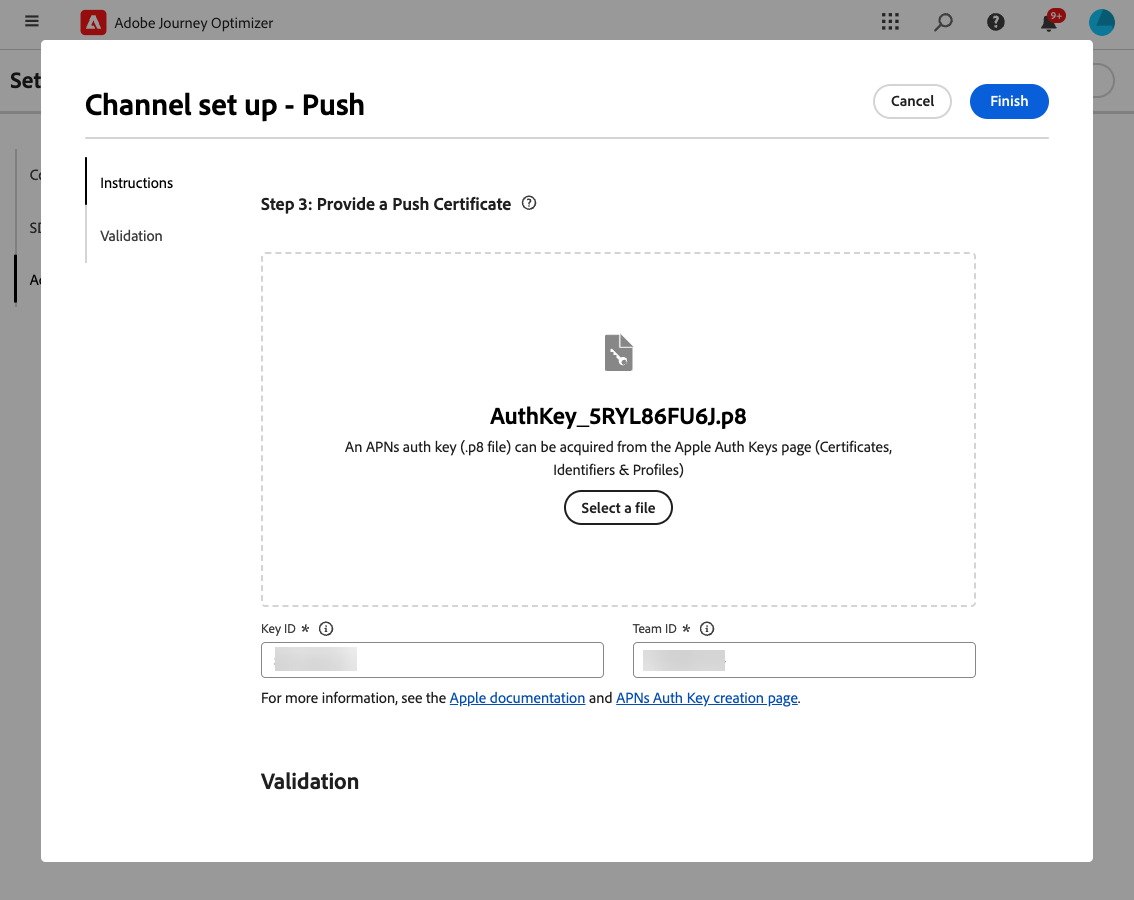 Adobe Journey Optimizer
9+
Set
Channel set up - Push
Cancel
Finish
Instructions
Validation
Step 3: Provide a Push Certificate
AuthKey_5RYL86FU6J.p8
An APNs auth key (.p8 file) can be acquired from the Apple Auth Keys page (Certificates,
Identifiers & Profiles)
Select a file
Key ID *
Team ID *
For more information, see the Apple documentation and APNs Auth Key creation page.
Validation